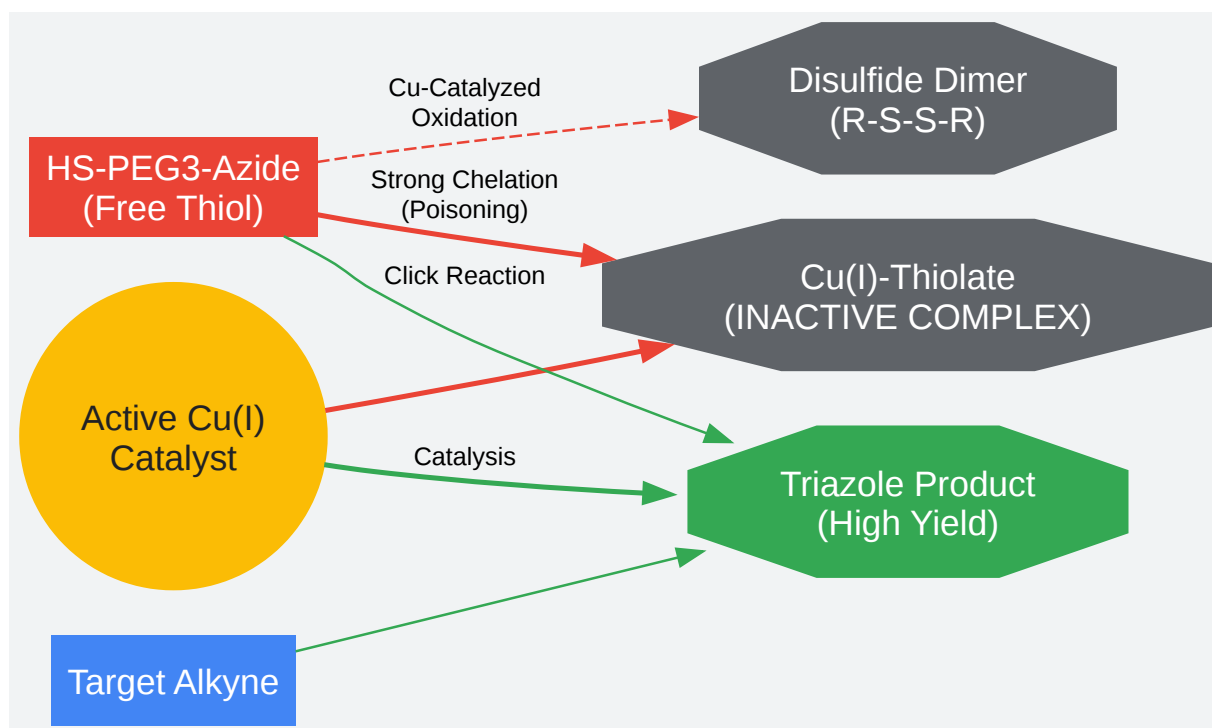 Cu-Catalyzed
Oxidation
Disulfide Dimer
(R-S-S-R)
HS-PEG3-Azide
(Free Thiol)
Strong Chelation
(Poisoning)
Click Reaction
Cu(I)-Thiolate
(INACTIVE COMPLEX)
Active Cu(I)
Catalyst
Catalysis
Triazole Product
(High Yield)
Target Alkyne